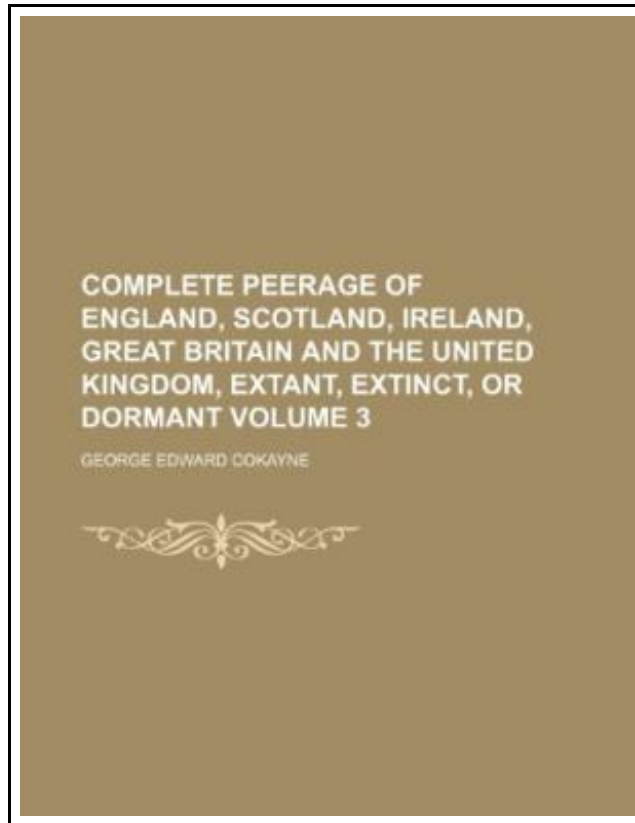 COMPLETE PEERAGE OF
ENGLAND, SCOTLAND, IRELAND,
GREAT BRITAIN AND THE UNITED
KINGDOM, EXTANT, EXTINCT, OR
DORMANT VOLUME 3
GEORGE EDWARD COKAYNE